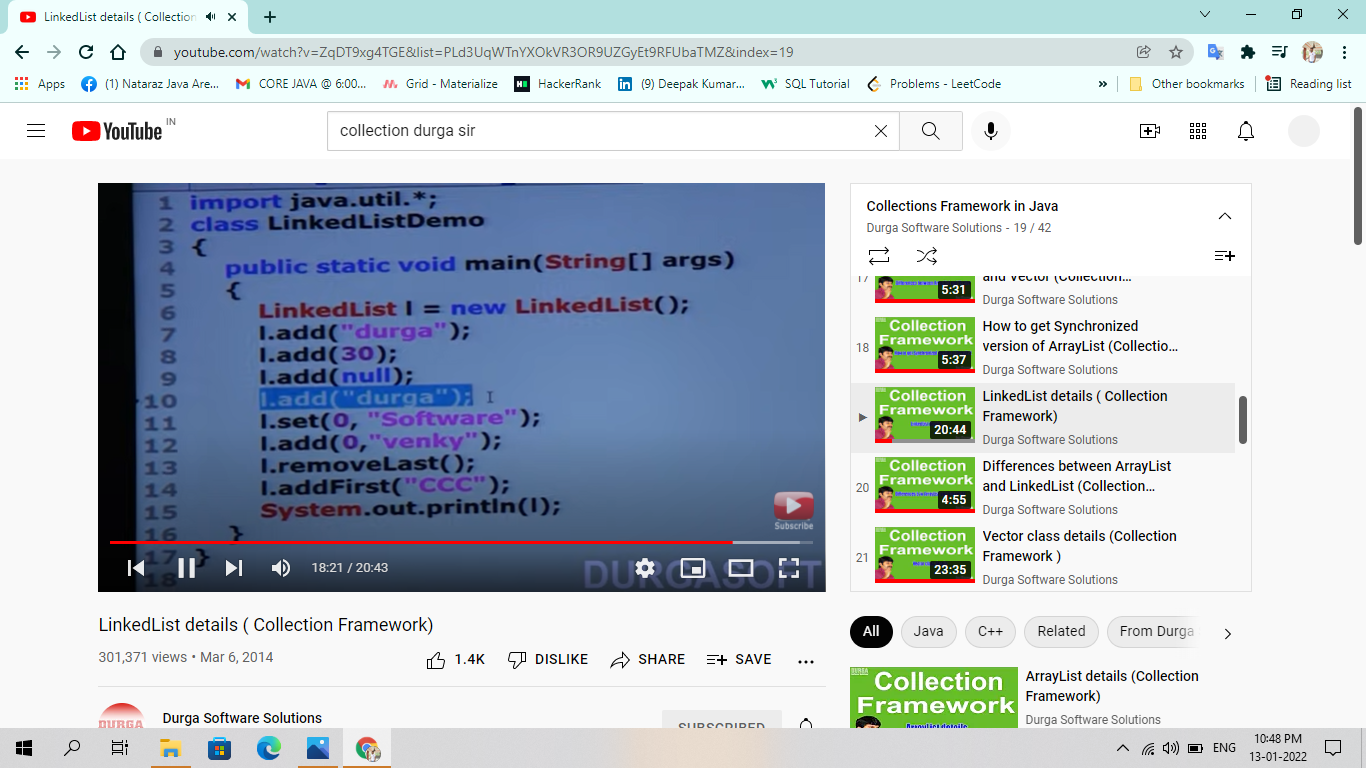 LinkedList details ( Collection
youtube.com/watch?v=ZqDT9xg4TGE&list=PLd3UqWTnYXOkVR3OR9UZGyEt9RFUbaTMZ&index=19
Apps
(1) Nataraz Java Are...
CORE JAVA @ 6:00...
Grid - Materialize
HackerRank
(9) Deepak Kumar...
SQL Tutorial
Problems - LeetCode
»
Other bookmarks
Reading list
YouTube IN
collection durga sir
1 import java.util.*;
2 class LinkedListDemo
3 {
4 public static void main(String[] args)
5 {
6 LinkedList l = new LinkedList();
7 l.add("durga");
8 l.add(30);
9 l.add(null);
10 l.add("durga");
11 l.set(0, "Software");
12 l.add(0,"venky");
13 l.removeLast();
14 l.addFirst("CCC");
15 System.out.println(l);
16 }
17 }
18
Subscribe
DURGASOFT
18:21 / 20:43
LinkedList details ( Collection Framework)
301,371 views • Mar 6, 2014
1.4K
DISLIKE
SHARE
SAVE
DURGA
Durga Software Solutions
SUBSCRIBED
Collections Framework in Java
Durga Software Solutions - 19 / 42
17
5:31
and Vector (Collection...
Durga Software Solutions
18
Collection
Framework
5:37
How to get Synchronized
version of ArrayList (Collectio...
Durga Software Solutions
Collection
Framework
20:44
LinkedList details ( Collection
Framework)
Durga Software Solutions
20
Collection
Framework
4:55
Differences between ArrayList
and LinkedList (Collection...
Durga Software Solutions
21
Collection
Framework
23:35
Vector class details (Collection
Framework )
Durga Software Solutions
All
Java
C++
Related
From Durga
DURGA
Collection
Framework
ArrayList details
ArrayList details (Collection
Framework)
Durga Software Solutions
ENG
10:48 PM
13-01-2022